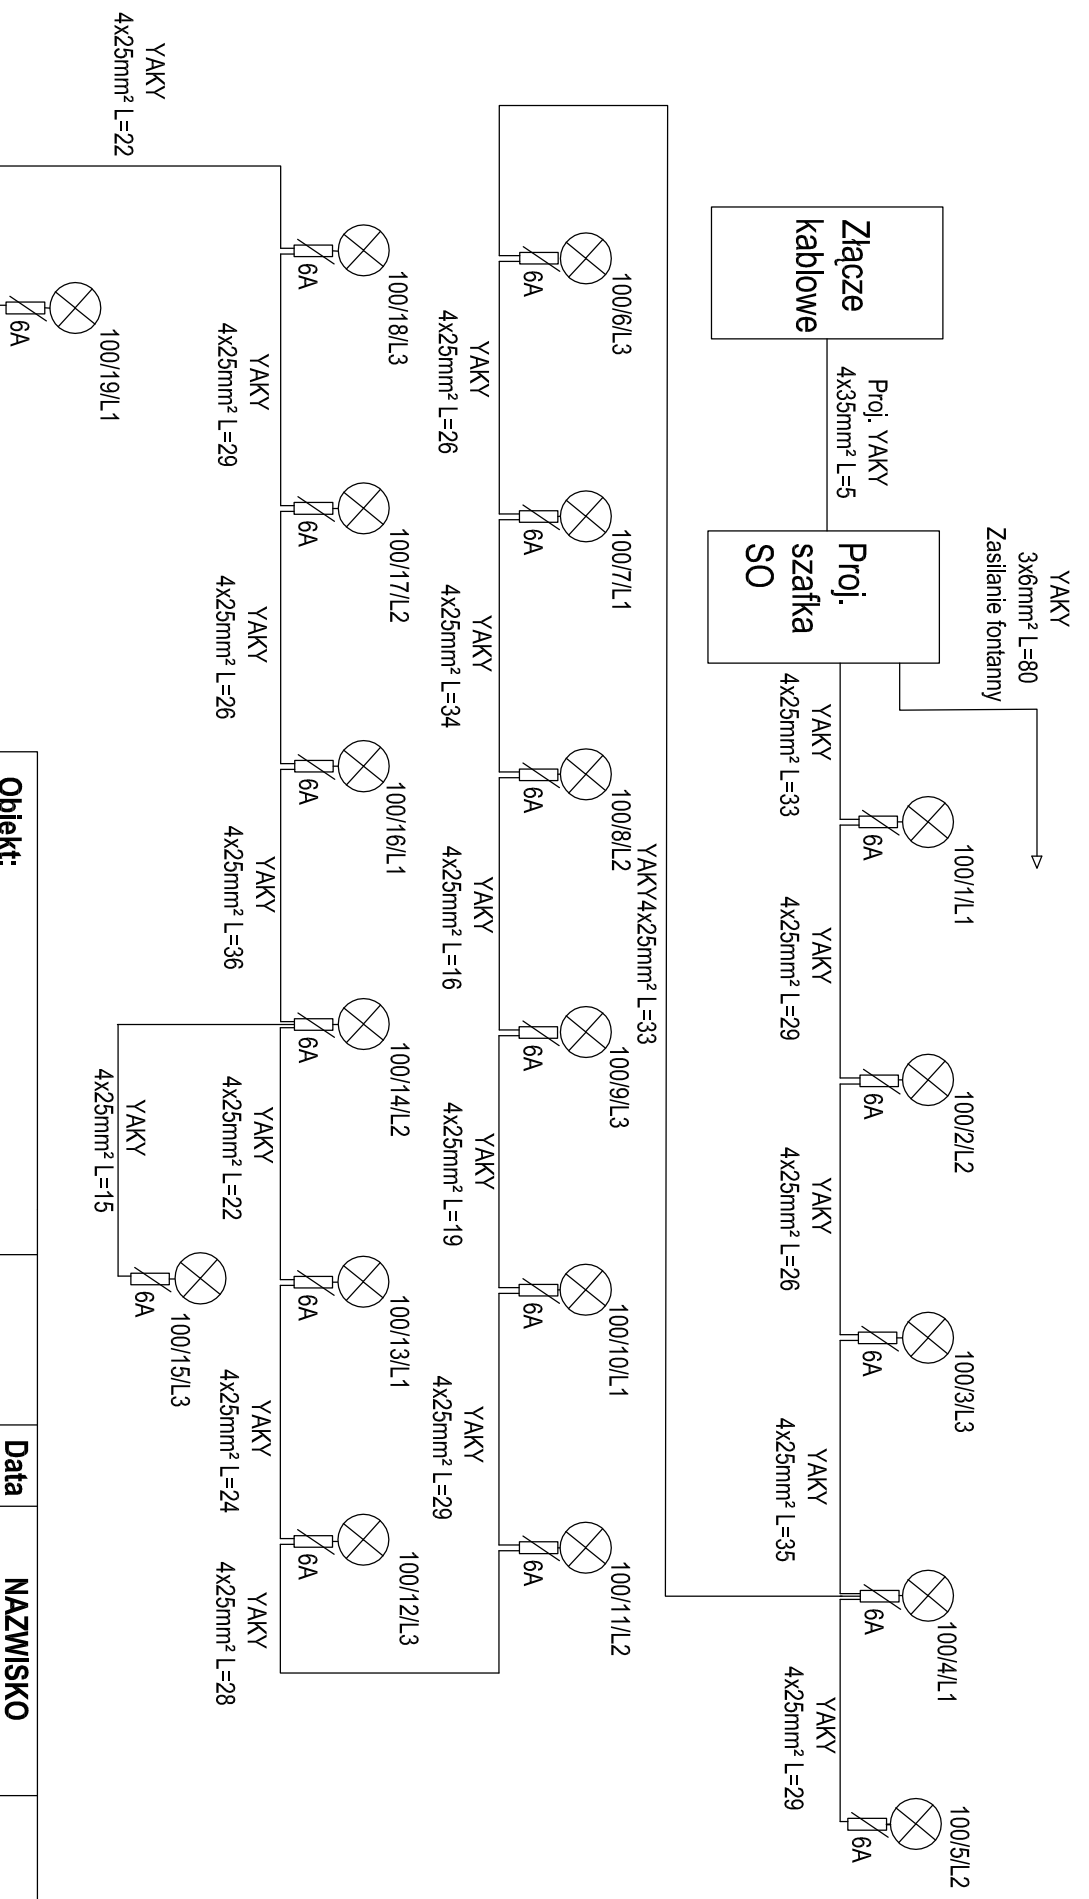 YAKY
3x6mm² L=80
Zasilanie fontanny
Złącze
kablowe
Proj. YAKY
4x35mm² L=5
Proj.
szafka
SO
YAKY
4x25mm² L=33
100/1/L1
6A
YAKY
4x25mm² L=29
100/2/L2
6A
YAKY
4x25mm² L=26
100/3/L3
6A
YAKY
4x25mm² L=35
100/4/L1
6A
YAKY
4x25mm² L=29
100/5/L2
6A
YAKY4x25mm² L=33
100/6/L3
6A
YAKY
4x25mm² L=26
100/7/L1
6A
YAKY
4x25mm² L=34
100/8/L2
6A
YAKY
4x25mm² L=16
100/9/L3
6A
YAKY
4x25mm² L=19
100/10/L1
6A
YAKY
4x25mm² L=29
100/11/L2
6A
100/18/L3
6A
YAKY
4x25mm² L=29
100/17/L2
6A
YAKY
4x25mm² L=26
100/16/L1
6A
YAKY
4x25mm² L=36
100/14/L2
6A
YAKY
4x25mm² L=22
100/13/L1
6A
YAKY
4x25mm² L=24
100/12/L3
6A
YAKY
4x25mm² L=28
YAKY
4x25mm² L=15
100/15/L3
6A
YAKY
4x25mm² L=22
100/19/L1
6A
Obiekt:
Data
NAZWISKO